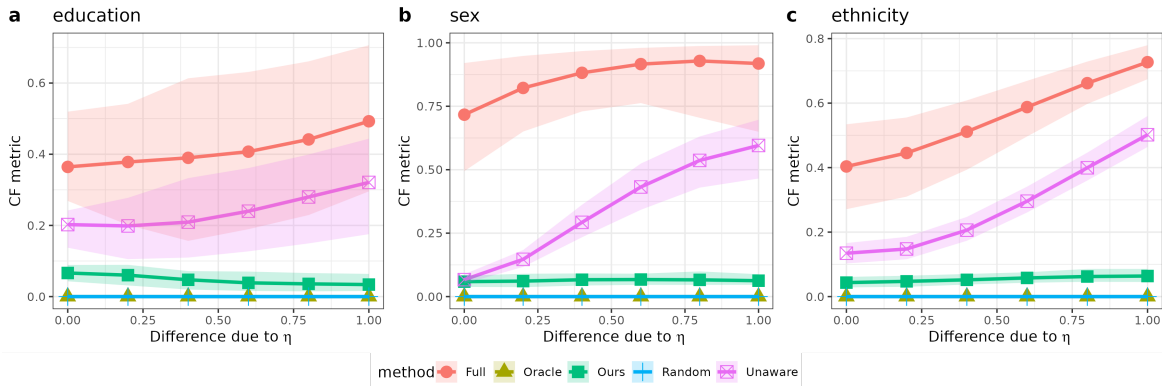 a education
CF metric
0.6
0.4
0.2
0.0
0.00 0.25 0.50 0.75 1.00
Difference due to η
b sex
CF metric
1.00
0.75
0.50
0.25
0.00
0.00 0.25 0.50 0.75 1.00
Difference due to η
c ethnicity
CF metric
0.8
0.6
0.4
0.2
0.0
0.00 0.25 0.50 0.75 1.00
Difference due to η
method Full Oracle Ours Random Unaware